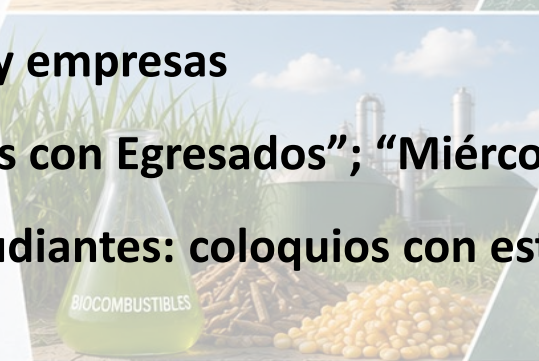 y empresas
s con Egresados”; “Miérco
udiantes: coloquios con est
BIOCOMBUSTIBLES